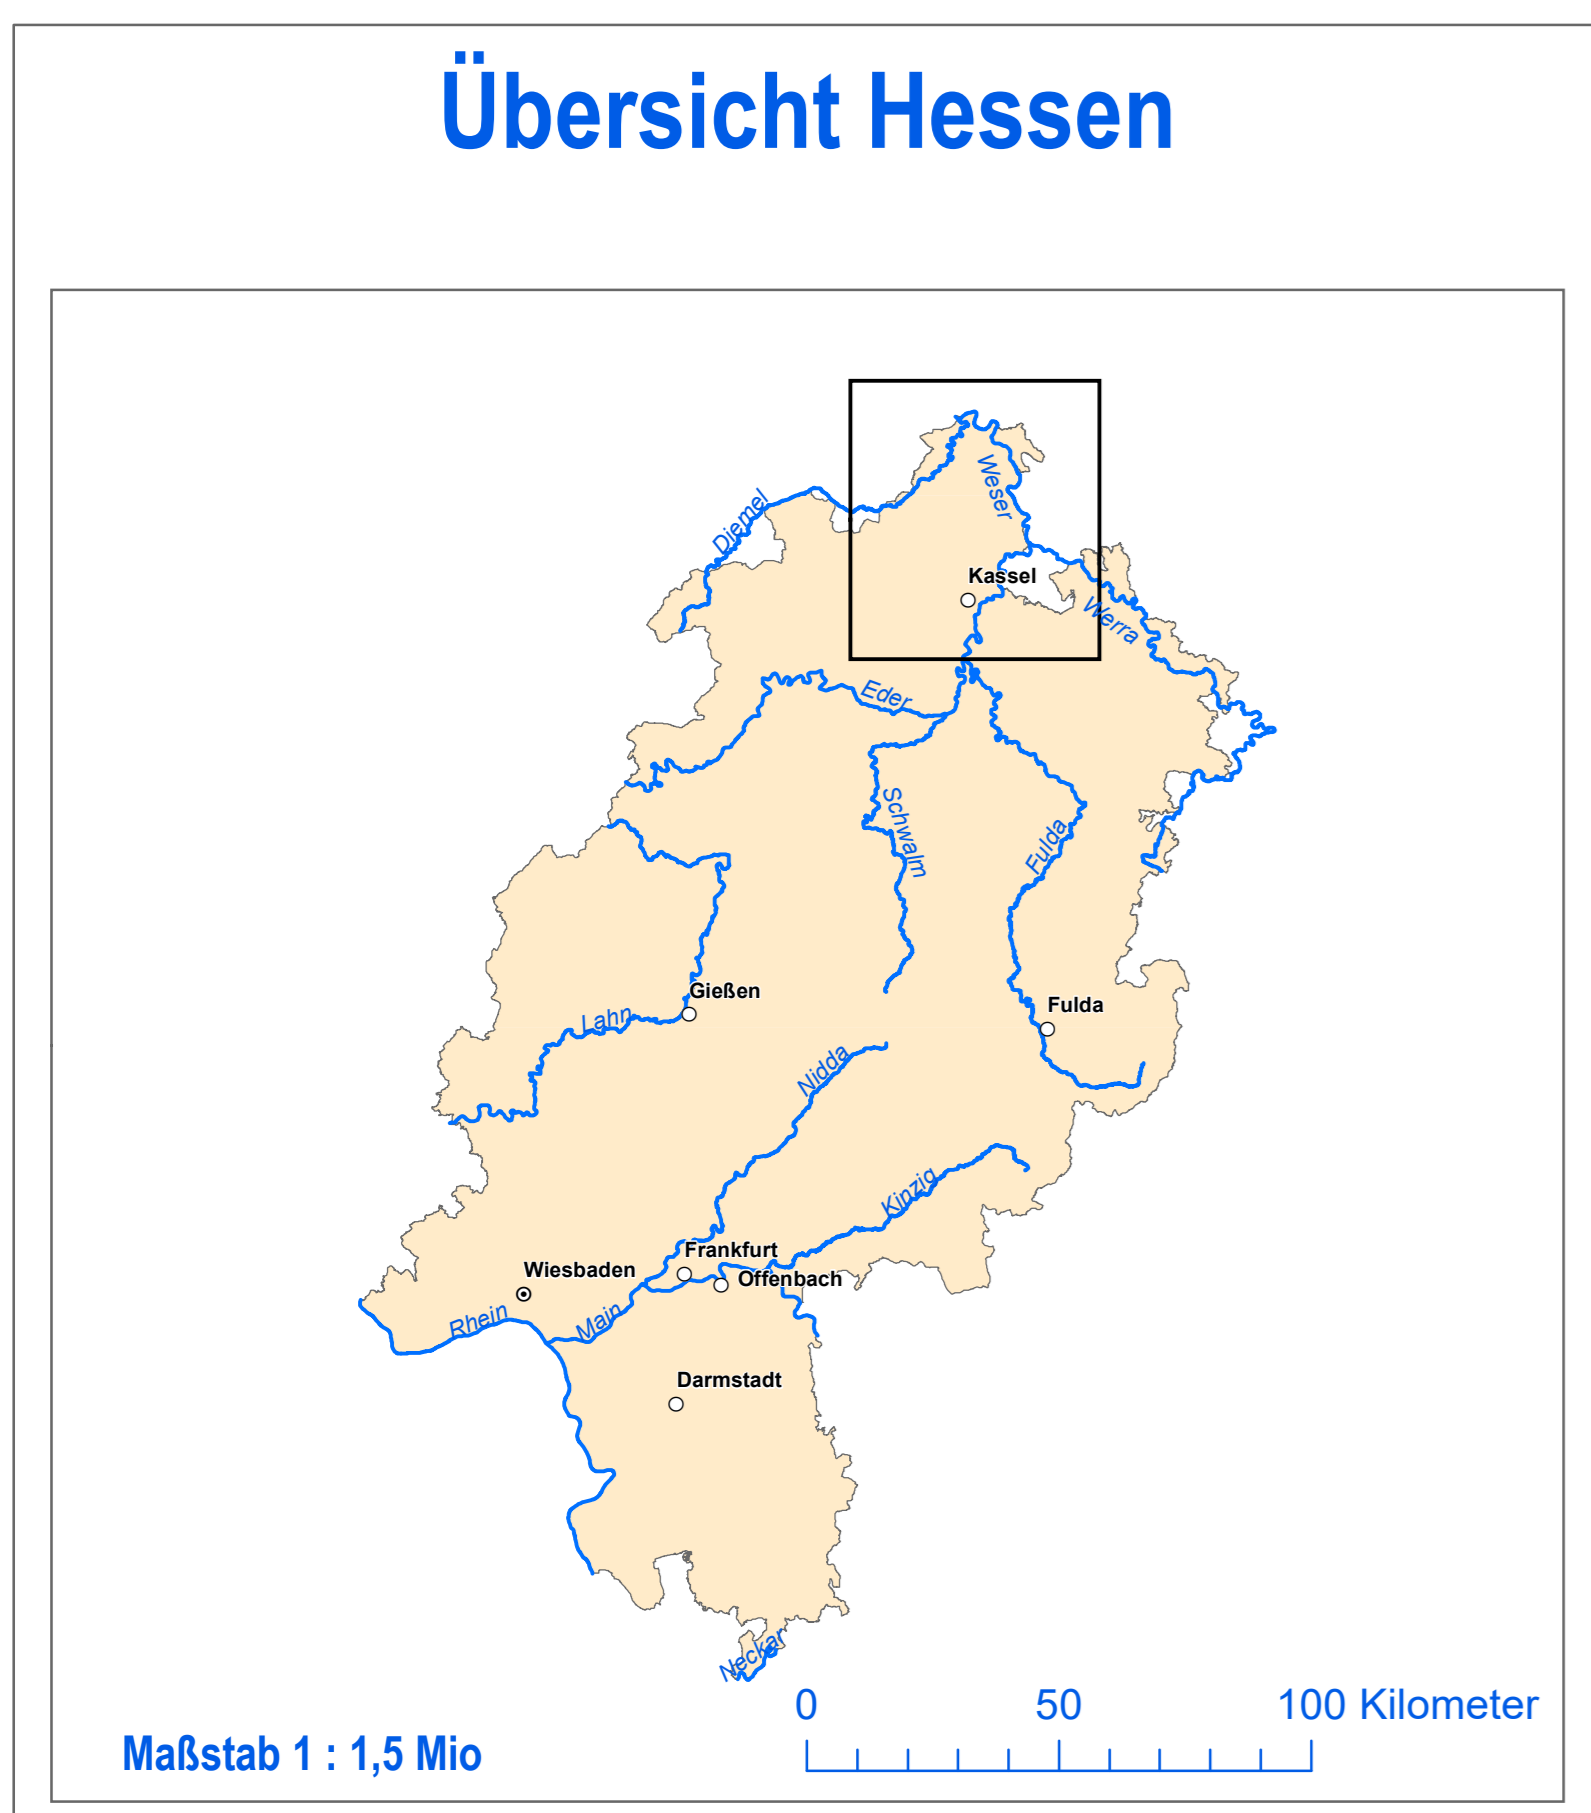 Übersicht Hessen
Weser
Diemel
Kassel
Werra
Eder
Schwalm
Fulda
Gießen
Lahn
Fulda
Nidda
Kinzig
Frankfurt
Wiesbaden
Offenbach
Rhein
Main
Darmstadt
Neckar
0 50 100 Kilometer
Maßstab 1 : 1,5 Mio